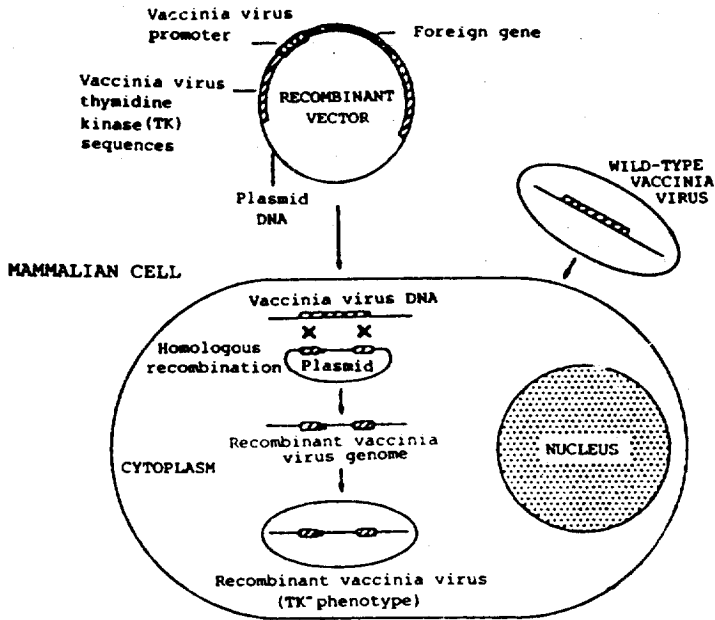 Vaccinia virus
promoter
Foreign gene
Vaccinia virus
thymidine
kinase(TK)
sequences
RECOMBINANT
VECTOR
Plasmid
DNA
WILD-TYPE
VACCINIA
VIRUS
MAMMALIAN CELL
Vaccinia virus DNA
Homologous
recombination
Plasmid
Recombinant vaccinia
virus genome
CYTOPLASM
NUCLEUS
Recombinant vaccinia virus
(TK⁻phenotype)